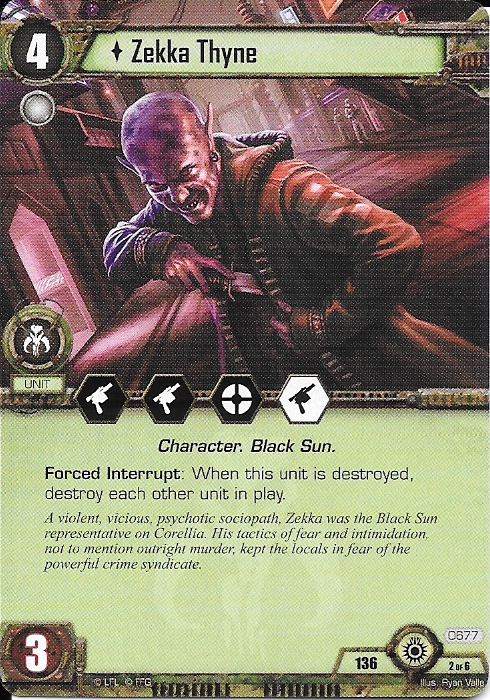 4
Zekka Thyne
UNIT
Character. Black Sun.
Forced Interrupt: When this unit is destroyed,
destroy each other unit in play.
A violent, vicious, psychotic sociopath, Zekka was the Black Sun
representative on Corellia. His tactics of fear and intimidation,
not to mention outright murder, kept the locals in fear of the
powerful crime syndicate.
0677
3
136
2 OF 6
© LFL © FFG
Illus. Ryan Valle